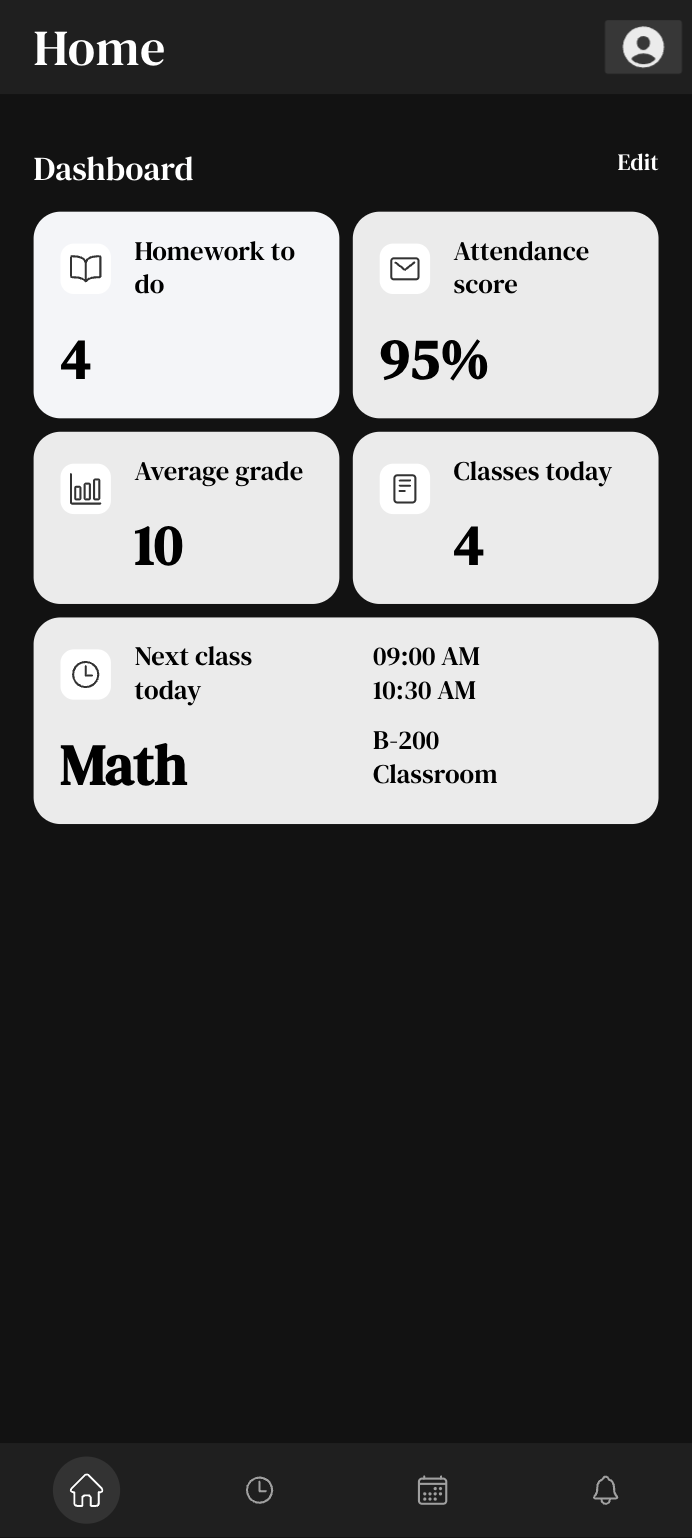 Home
Dashboard
Edit
Homework to
do
4
Attendance
score
95%
Average grade
10
Classes today
4
Next class
today
Math
09:00 AM
10:30 AM
B-200
Classroom